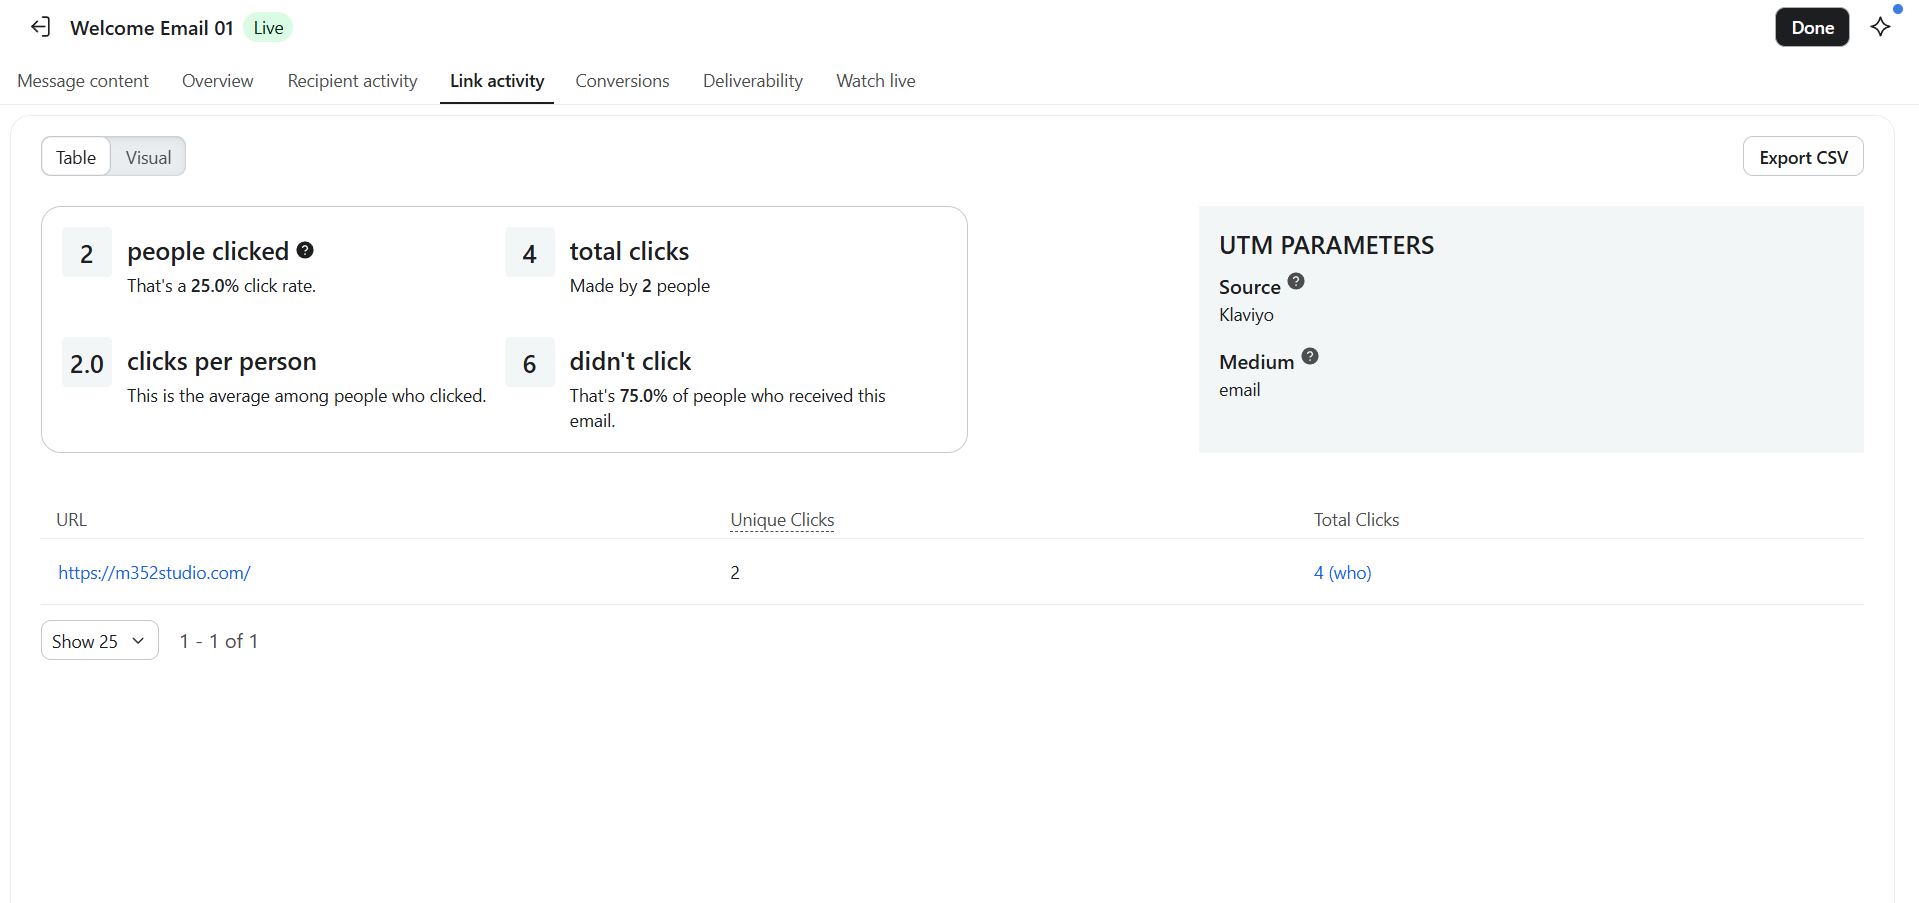 Welcome Email 01 Live
Done
Message content Overview Recipient activity Link activity Conversions Deliverability Watch live
Table Visual
Export CSV
2 people clicked ?
That's a 25.0% click rate.
4 total clicks
Made by 2 people
2.0 clicks per person
This is the average among people who clicked.
6 didn't click
That's 75.0% of people who received this
email.
UTM PARAMETERS
Source ?
Klaviyo
Medium ?
email
URL Unique Clicks Total Clicks
https://m352studio.com/ 2 4 (who)
Show 25 1 - 1 of 1